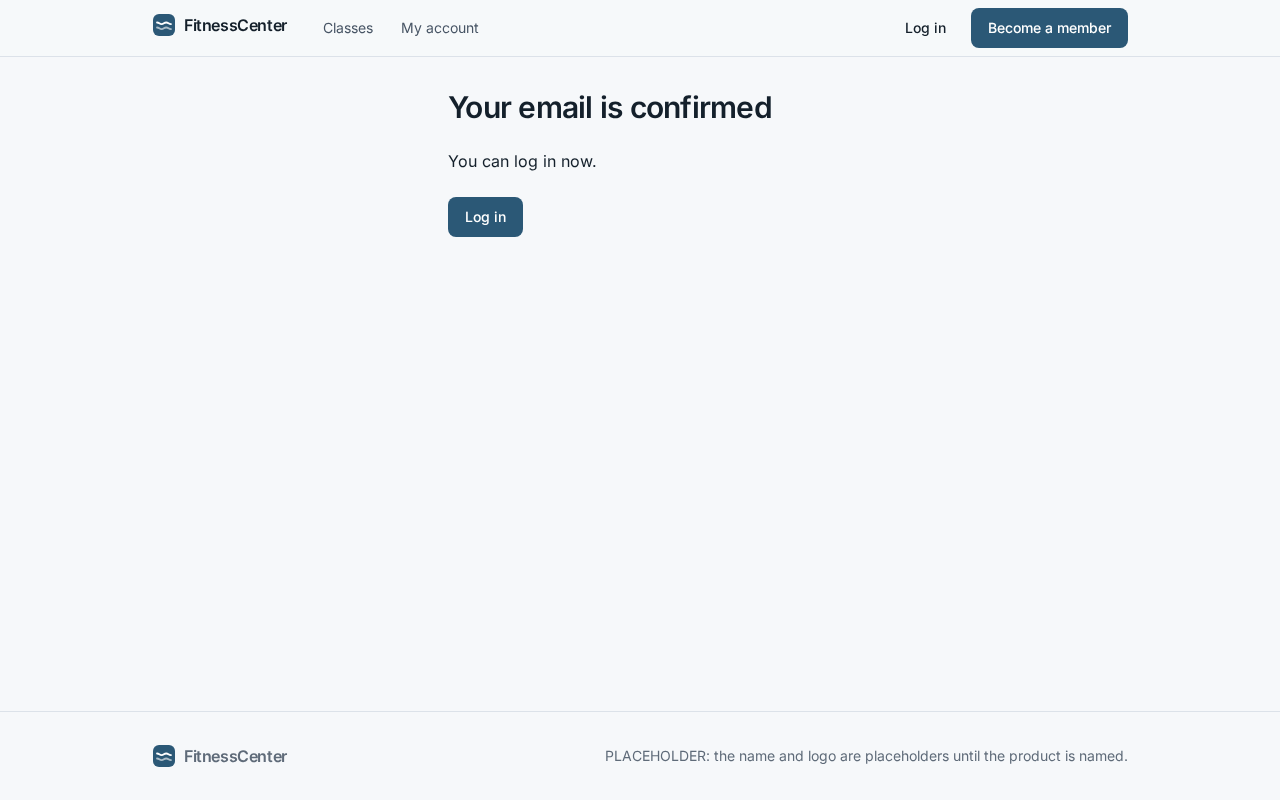 FitnessCenter Classes My account Log in Become a member
Your email is confirmed
You can log in now.
Log in
FitnessCenter PLACEHOLDER: the name and logo are placeholders until the product is named.